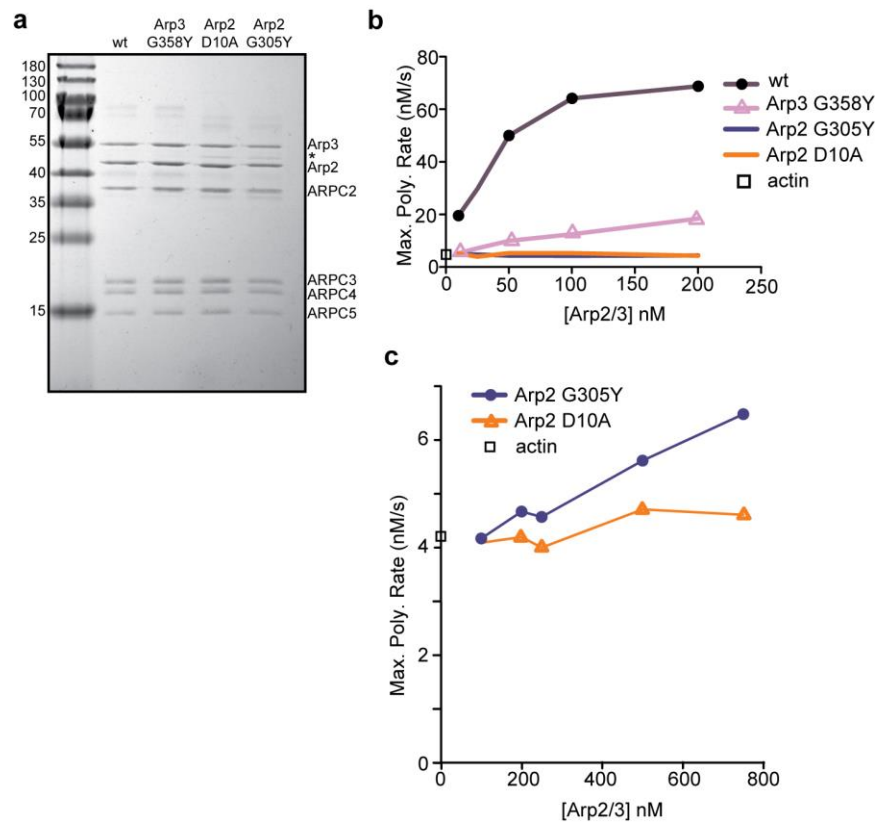 a
wt
Arp3
G358Y
Arp2
D10A
Arp2
G305Y
180
130
100
70
55
40
35
25
15
Arp3
*
Arp2
ARPC2
ARPC3
ARPC4
ARPC5
b
80
60
40
20
0
Max. Poly. Rate (nM/s)
0 50 100 150 200 250
[Arp2/3] nM
wt
Arp3 G358Y
Arp2 G305Y
Arp2 D10A
actin
c
Arp2 G305Y
Arp2 D10A
actin
6
4
2
0
Max. Poly. Rate (nM/s)
0 200 400 600 800
[Arp2/3] nM